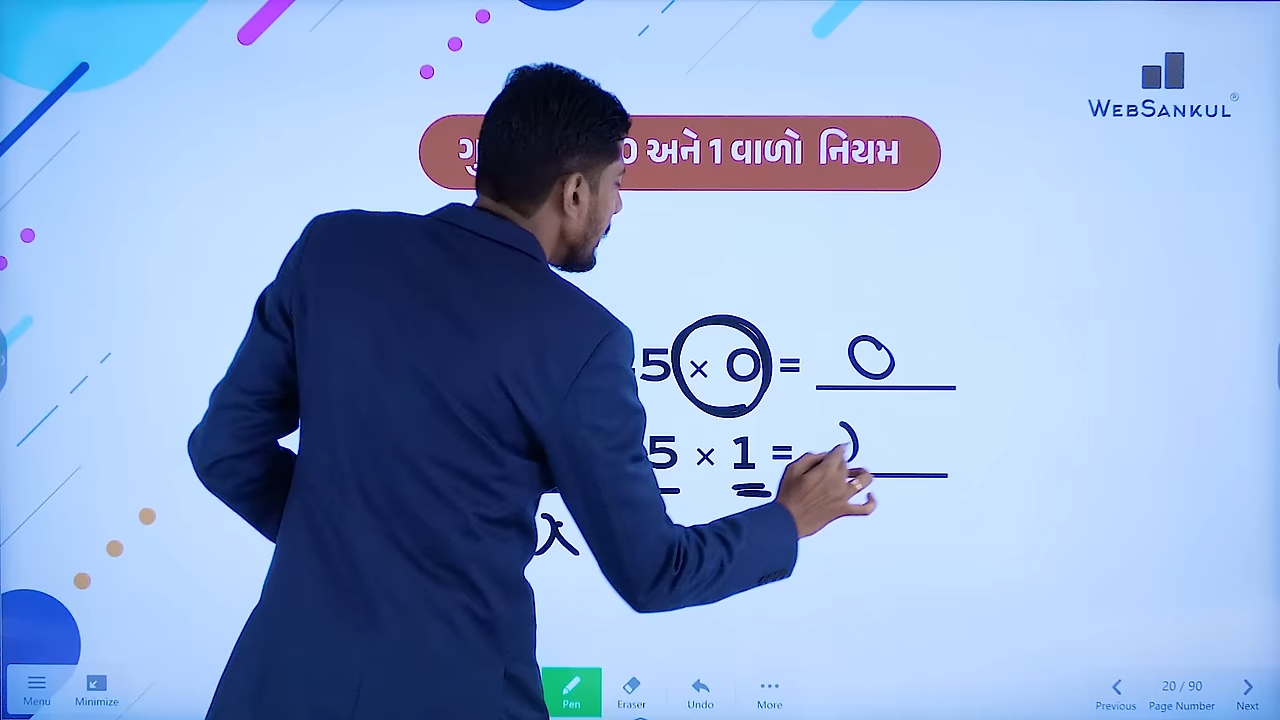 WEBSANKUL®
0 અને 1 વાળો નિયમ
5 × 0 = 0
5 × 1 =
x
Menu
Minimize
Pen
Eraser
Undo
More
Previous
20 / 90
Page Number
Next